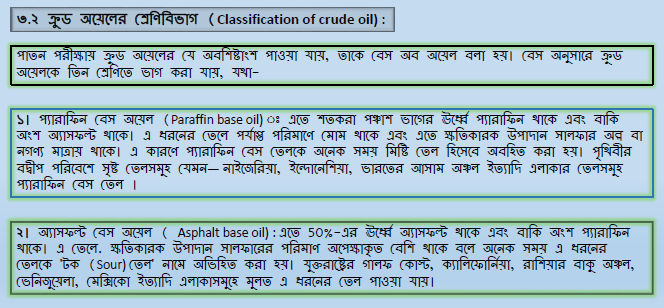 ৩.২ ক্রুড অয়েলের শ্রেণিবিভাগ (Classification of crude oil) :
পাতন পরীক্ষায় ক্রুড অয়েলের যে অবশিষ্টাংশ পাওয়া যায়, তাকে বেস অব অয়েল বলা হয়। বেস অনুসারে ক্রুড
অয়েলকে তিন শ্রেণিতে ভাগ করা যায়, যথা–
১। প্যারাফিন বেস অয়েল (Paraffin base oil) ঃ এতে শতকরা পঞ্চাশ ভাগের ঊর্ধ্বে প্যারাফিন থাকে এবং বাকি
অংশ অ্যাসফল্ট থাকে। এ ধরনের তেলে পর্যাপ্ত পরিমাণে মোম থাকে এবং এতে ক্ষতিকারক উপাদান সালফার অল্প বা
নগণ্য মাত্রায় থাকে। এ কারণে প্যারাফিন বেস তেলকে অনেক সময় মিষ্টি তেল হিসেবে অবহিত করা হয়। পৃথিবীর
বদ্বীপ পরিবেশে সৃষ্ট তেলসমূহ যেমন— নাইজেরিয়া, ইন্দোনেশিয়া, ভারতের আসাম অঞ্চল ইত্যাদি এলাকার তেলসমূহ
প্যারাফিন বেস তেল ।
২। অ্যাসফল্ট বেস অয়েল ( Asphalt base oil) : এতে 50%-এর ঊর্ধ্বে অ্যাসফল্ট থাকে এবং বাকি অংশ প্যারাফিন
থাকে। এ তেলে. ক্ষতিকারক উপাদান সালফারের পরিমাণ অপেক্ষাকৃত বেশি থাকে বলে অনেক সময় এ ধরনের
তেলকে 'টক (Sour) তেল' নামে অভিহিত করা হয়। যুক্তরাষ্ট্রের গালফ কোস্ট, ক্যালিফোর্নিয়া, রাশিয়ার বাকু অঞ্চল,
ভেনিজুয়েলা, মেক্সিকো ইত্যাদি এলাকাসমূহে মূলত এ ধরনের তেল পাওয়া যায়।